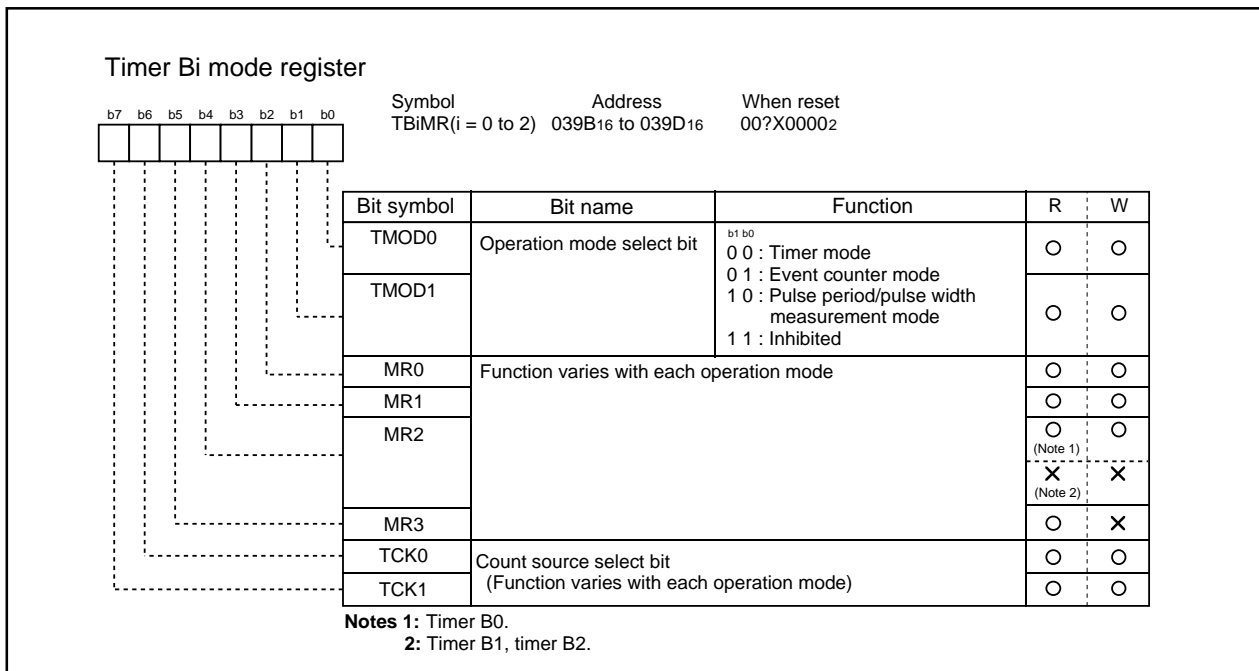 Timer Bi mode register
Symbol Address When reset
TBiMR(i = 0 to 2) 039B16 to 039D16 00?X00002
b7 b6 b5 b4 b3 b2 b1 b0
Bit symbol Bit name Function R W
TMOD0 Operation mode select bit b1 b0
0 0 : Timer mode
0 1 : Event counter mode
TMOD1 1 0 : Pulse period/pulse width
measurement mode
1 1 : Inhibited
MR0 Function varies with each operation mode
MR1
MR2
(Note 1)
(Note 2)
MR3
TCK0 Count source select bit
TCK1 (Function varies with each operation mode)
Notes 1: Timer B0.
2: Timer B1, timer B2.